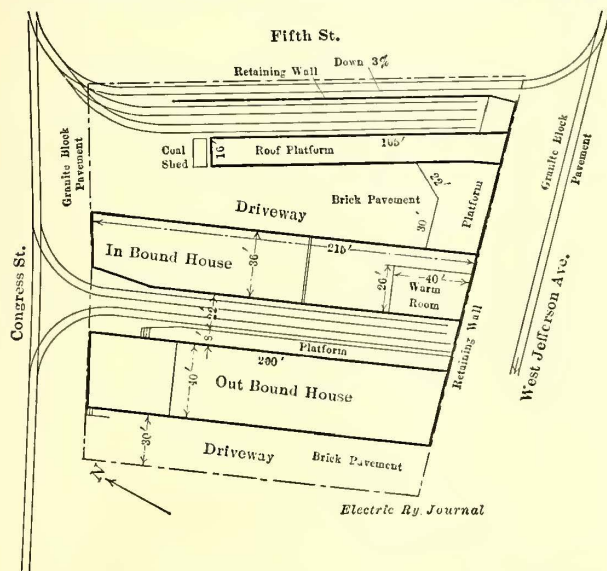 Fifth St.
Down 3%
Retaining Wall
Granite Block
Pavement
Coal
Shed
16'
Roof Platform
165'
22'
Granite Block
Pavement
Driveway
Brick Pavement
30'
Platform
In Bound House
36'
215'
26'
40'
Warm
Room
Congress St.
22'
8'
Platform
Retaining Wall
West Jefferson Ave.
200'
40'
Out Bound House
30'
Driveway
Brick Pavement
N
Electric Ry. Journal